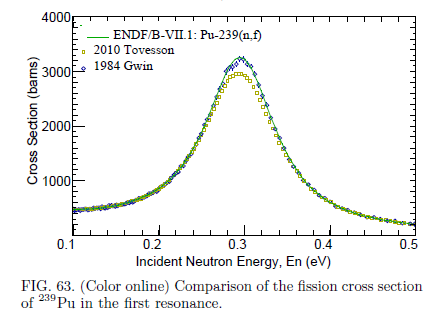 4000
ENDF/B-VII.1: Pu-239(n,f)
2010 Tovesson
1984 Gwin
3000
2000
1000
Cross Section (barns)
0.1 0.2 0.3 0.4 0.5
Incident Neutron Energy, En (eV)
FIG. 63. (Color online) Comparison of the fission cross section
of ²³⁹Pu in the first resonance.